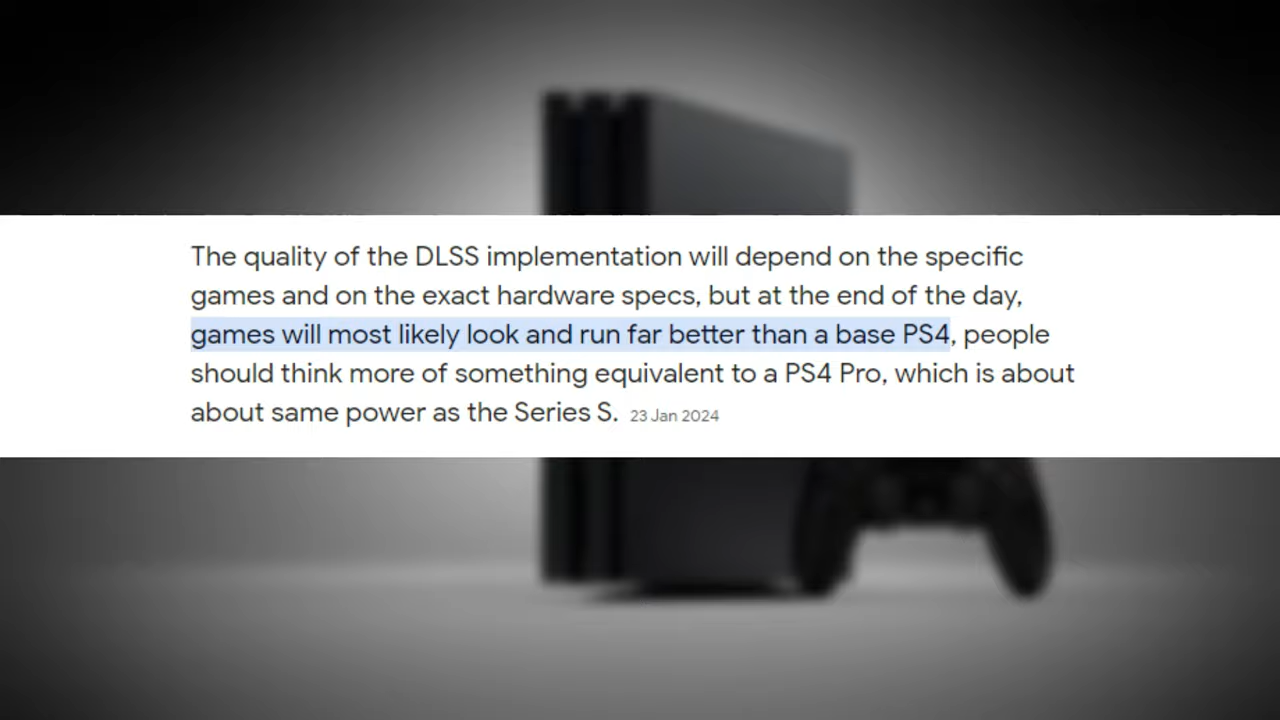 The quality of the DLSS implementation will depend on the specific
games and on the exact hardware specs, but at the end of the day,
games will most likely look and run far better than a base PS4, people
should think more of something equivalent to a PS4 Pro, which is about
about same power as the Series S. 23 Jan 2024